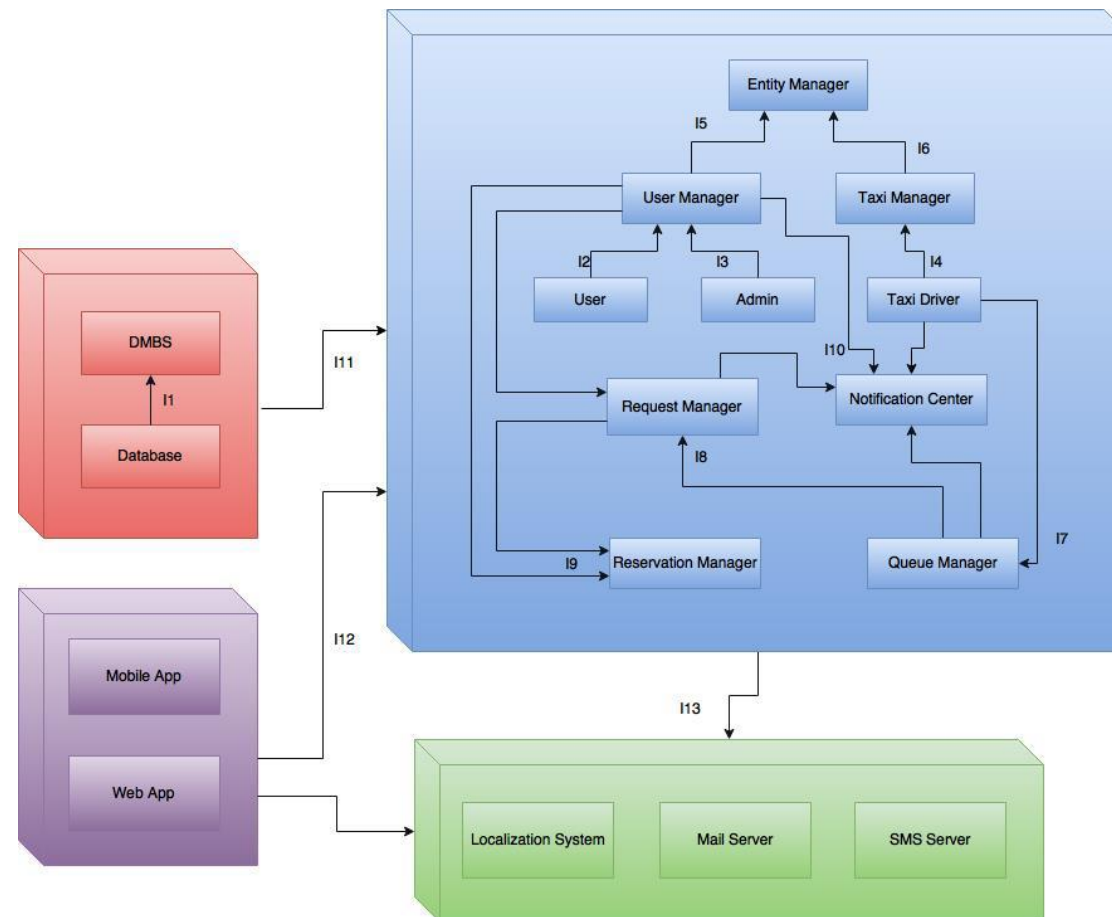 Entity Manager
I5
I6
User Manager
Taxi Manager
I2
I3
I4
User
Admin
Taxi Driver
DMBS
I11
I10
I1
Request Manager
Notification Center
Database
I8
I7
Reservation Manager
Queue Manager
I9
I12
Mobile App
I13
Web App
Localization System
Mail Server
SMS Server